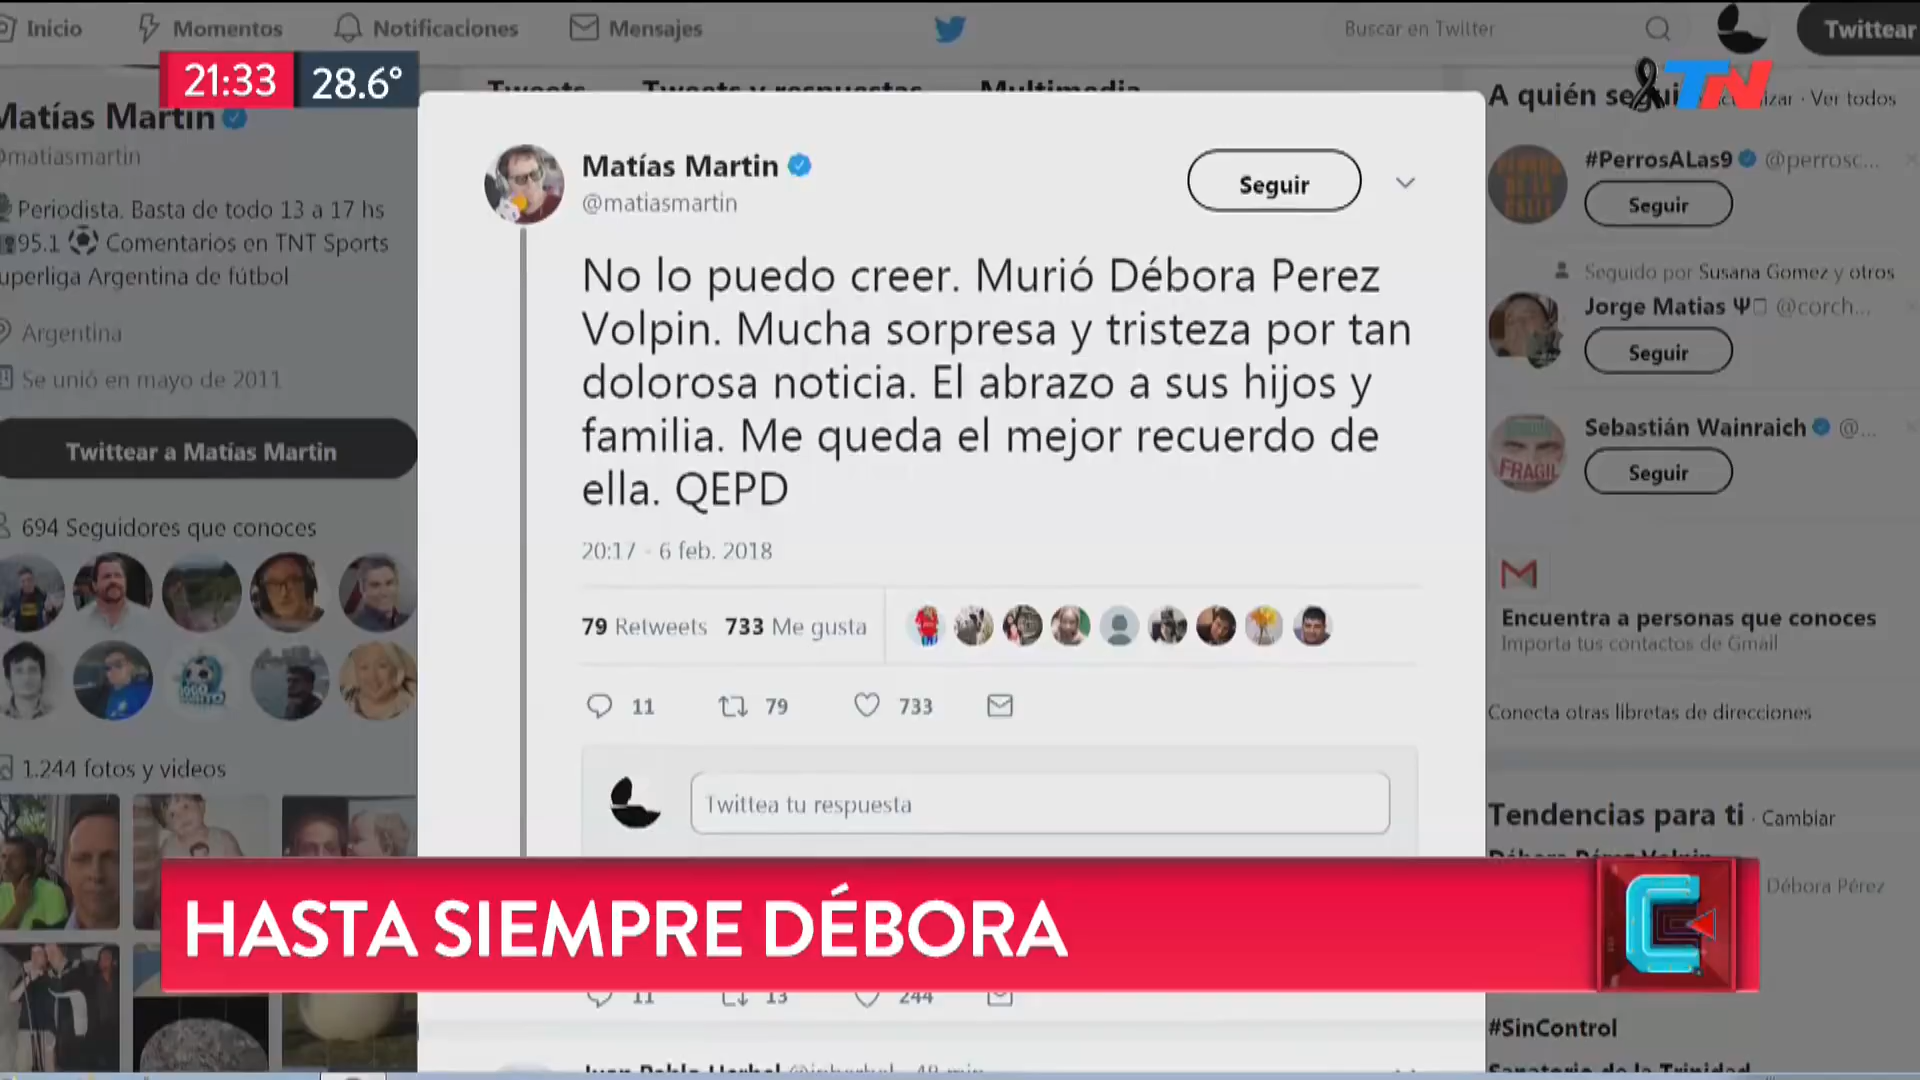 Inicio
Momentos
Notificaciones
Mensajes
Buscar en Twitter
Twittear
21:33
28.6°
TN
Tweets
Tweets y respuestas
Multimedia
Matías Martin
@matiasmartin
Periodista. Basta de todo 13 a 17 hs
95.1 Comentarios en TNT Sports
uperliga Argentina de fútbol
Argentina
Se unió en mayo de 2011
Twittear a Matías Martin
694 Seguidores que conoces
1.244 fotos y videos
Matías Martin
@matiasmartin
Seguir
No lo puedo creer. Murió Débora Perez
Volpin. Mucha sorpresa y tristeza por tan
dolorosa noticia. El abrazo a sus hijos y
familia. Me queda el mejor recuerdo de
ella. QEPD
20:17 - 6 feb. 2018
79 Retweets 733 Me gusta
11 79 733
Twittea tu respuesta
11 13 244
A quién segui
izar · Ver todos
#PerrosALas9 @perrosc...
Seguir
Seguido por Susana Gomez y otros
Jorge Matias Ψ @corch...
Seguir
Sebastián Wainraich @...
FRAGIL
Seguir
Encuentra a personas que conoces
Importa tus contactos de Gmail
Conecta otras libretas de direcciones
Tendencias para ti · Cambiar
Débora Pérez Volpin
Débora Pérez
#SinControl
Sanatorio de la Trinidad
HASTA SIEMPRE DÉBORA